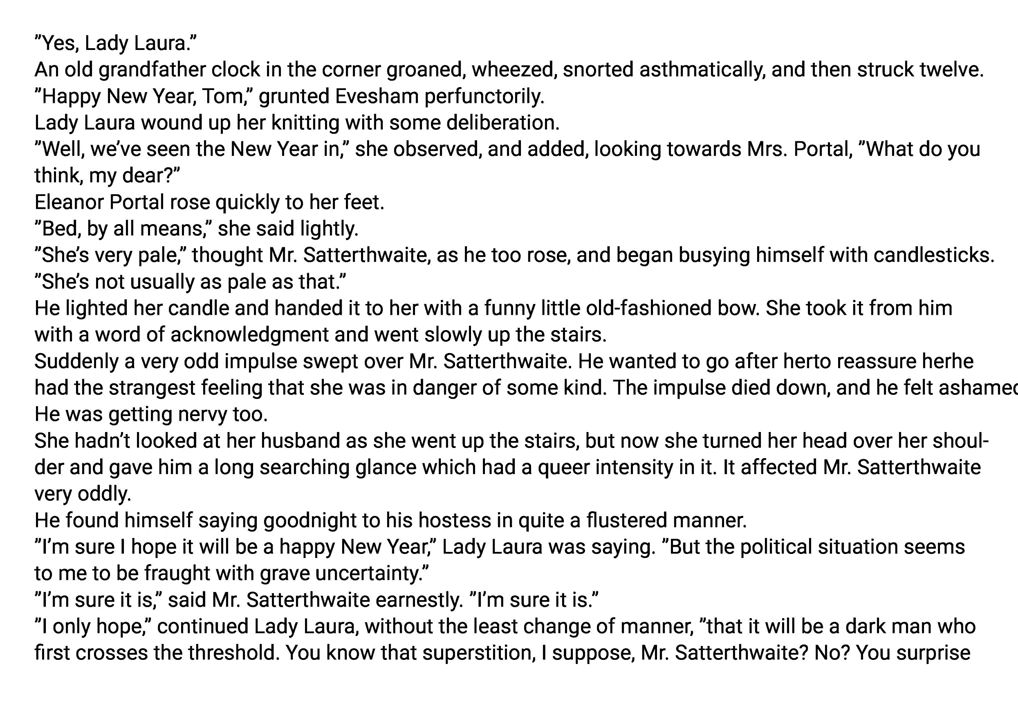 ”Yes, Lady Laura.”
An old grandfather clock in the corner groaned, wheezed, snorted asthmatically, and then struck twelve.
”Happy New Year, Tom,” grunted Evesham perfunctorily.
Lady Laura wound up her knitting with some deliberation.
”Well, we’ve seen the New Year in,” she observed, and added, looking towards Mrs. Portal, ”What do you
think, my dear?”
Eleanor Portal rose quickly to her feet.
”Bed, by all means,” she said lightly.
”She’s very pale,” thought Mr. Satterthwaite, as he too rose, and began busying himself with candlesticks.
”She’s not usually as pale as that.”
He lighted her candle and handed it to her with a funny little old-fashioned bow. She took it from him
with a word of acknowledgment and went slowly up the stairs.
Suddenly a very odd impulse swept over Mr. Satterthwaite. He wanted to go after herto reassure herhe
had the strangest feeling that she was in danger of some kind. The impulse died down, and he felt ashamed
He was getting nervy too.
She hadn’t looked at her husband as she went up the stairs, but now she turned her head over her shoul-
der and gave him a long searching glance which had a queer intensity in it. It affected Mr. Satterthwaite
very oddly.
He found himself saying goodnight to his hostess in quite a flustered manner.
”I’m sure I hope it will be a happy New Year,” Lady Laura was saying. ”But the political situation seems
to me to be fraught with grave uncertainty.”
”I’m sure it is,” said Mr. Satterthwaite earnestly. ”I’m sure it is.”
”I only hope,” continued Lady Laura, without the least change of manner, ”that it will be a dark man who
first crosses the threshold. You know that superstition, I suppose, Mr. Satterthwaite? No? You surprise